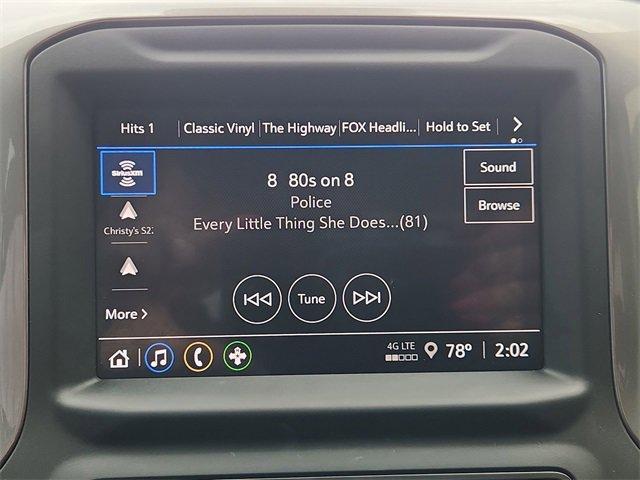 Hits 1 Classic Vinyl The Highway FOX Headli... Hold to Set
SiriusXM
8 80s on 8
Sound
Police
Browse
Christy's S2
Every Little Thing She Does...(81)
Tune
More
4G LTE
78° 2:02